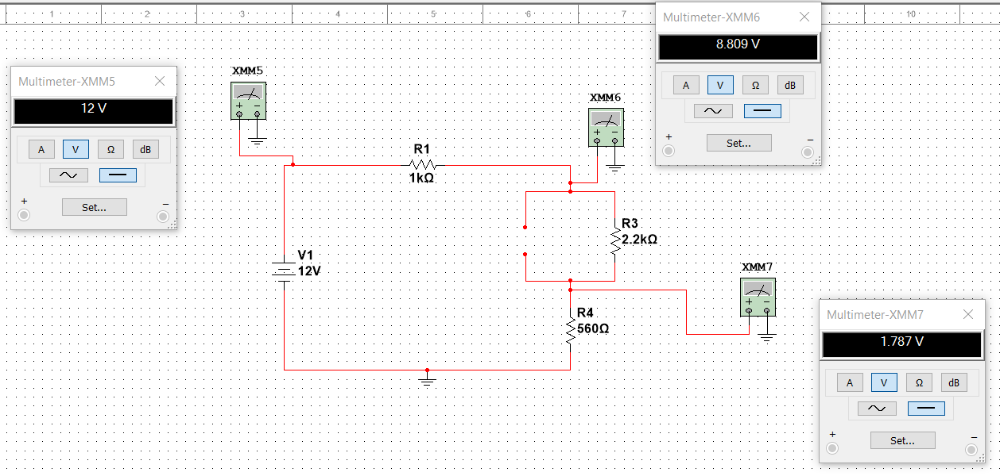 1 2 3 4 5 6 7 10
Multimeter-XMM6
8.809 V
A V Ω dB
+ Set... −
Multimeter-XMM5
12 V
A V Ω dB
+ Set... −
XMM5
+ −
XMM6
+ −
R1
1kΩ
R3
2.2kΩ
V1
12V
XMM7
+ −
R4
560Ω
Multimeter-XMM7
1.787 V
A V Ω dB
+ Set... −